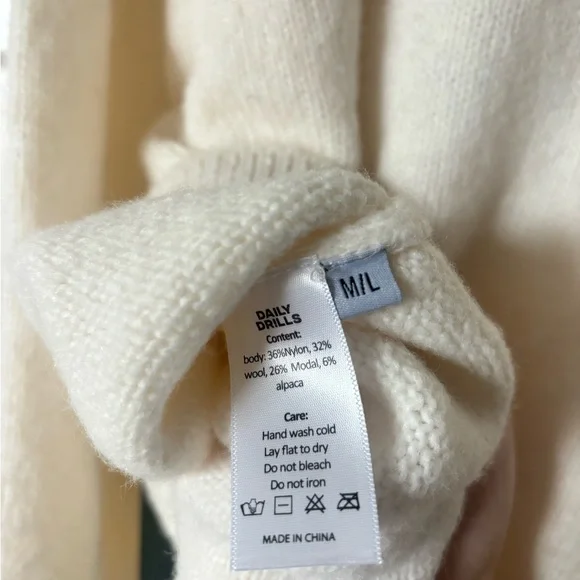 M/L
DAILY
DRILLS
Content:
body: 36%Nylon, 32%
wool, 26% Modal, 6%
alpaca
Care:
Hand wash cold
Lay flat to dry
Do not bleach
Do not iron
MADE IN CHINA